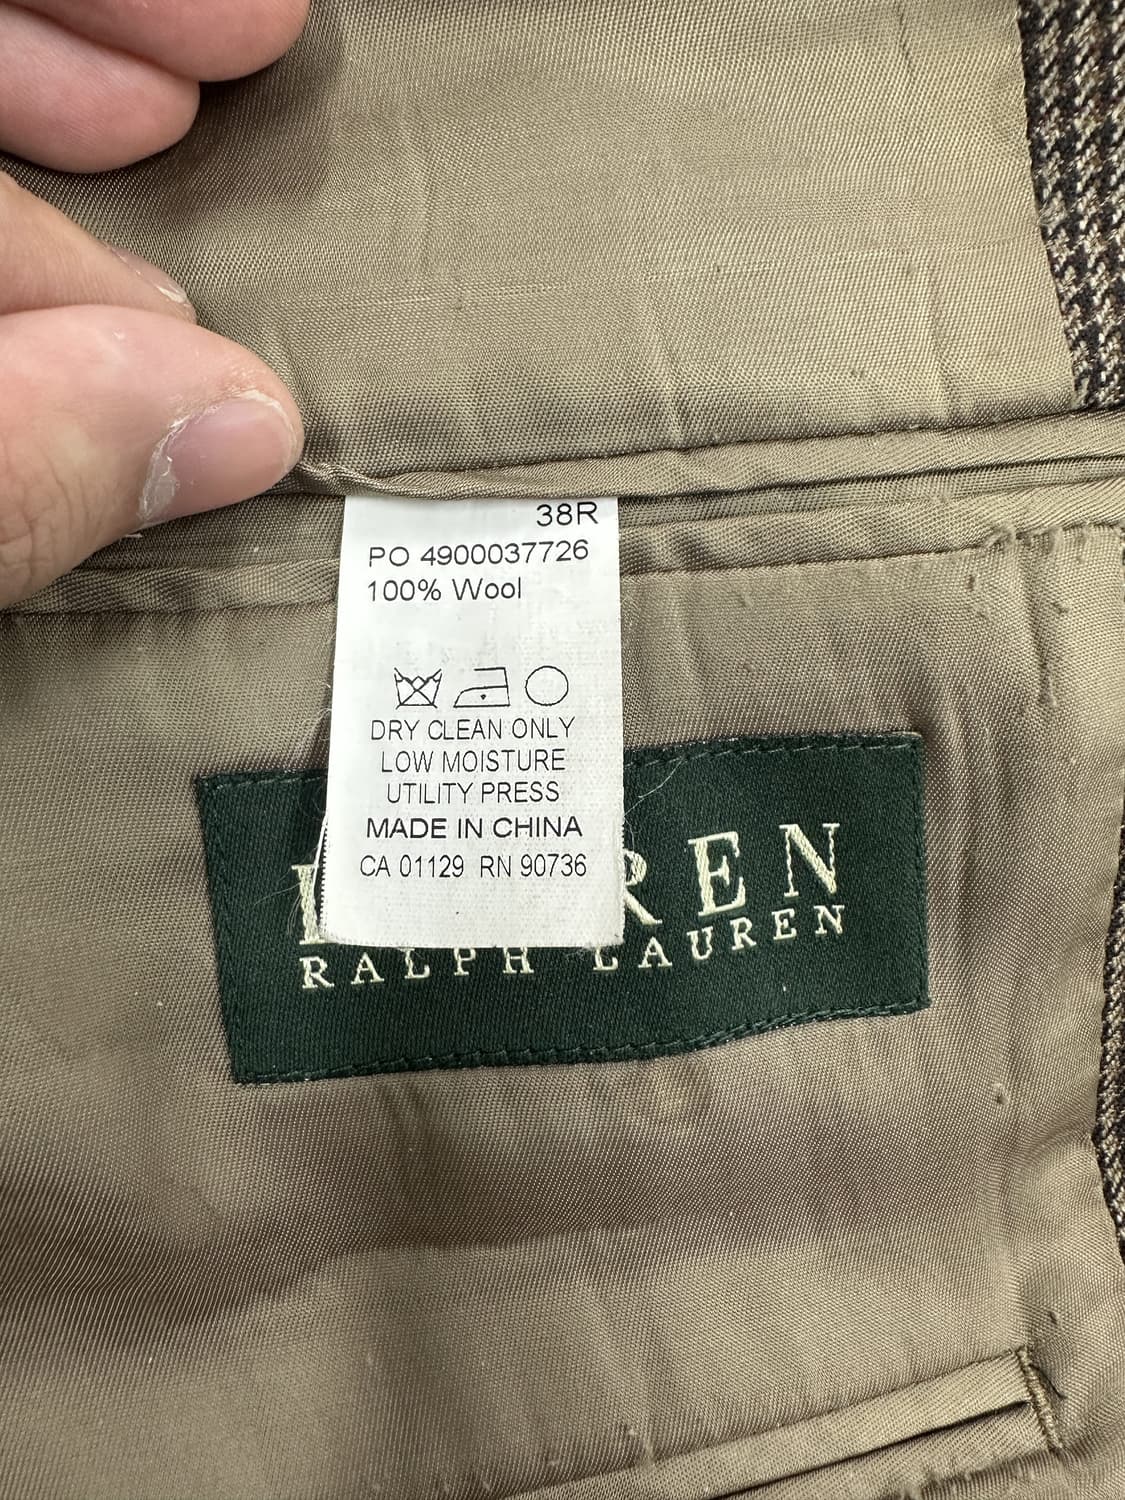 38R
PO 4900037726
100% Wool
DRY CLEAN ONLY
LOW MOISTURE
UTILITY PRESS
MADE IN CHINA
CA 01129 RN 90736
RALPH LAUREN